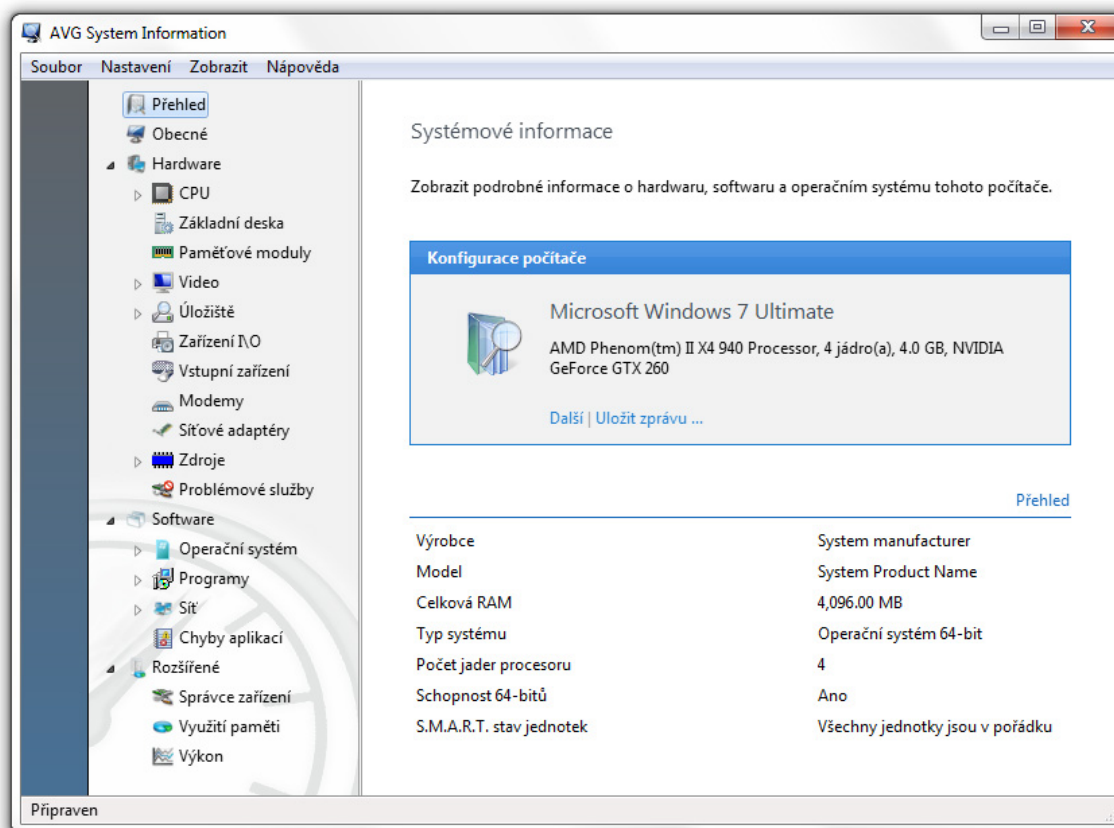 AVG System Information
Soubor Nastavení Zobrazit Nápověda
Přehled
Obecné
Hardware
CPU
Základní deska
Paměťové moduly
Video
Úložiště
Zařízení I\O
Vstupní zařízení
Modemy
Síťové adaptéry
Zdroje
Problémové služby
Software
Operační systém
Programy
Síť
Chyby aplikací
Rozšířené
Správce zařízení
Využití paměti
Výkon
Systémové informace
Zobrazit podrobné informace o hardwaru, softwaru a operačním systému tohoto počítače.
Konfigurace počítače
Microsoft Windows 7 Ultimate
AMD Phenom(tm) II X4 940 Processor, 4 jádro(a), 4.0 GB, NVIDIA
GeForce GTX 260
Další | Uložit zprávu ...
Přehled
Výrobce System manufacturer
Model System Product Name
Celková RAM 4,096.00 MB
Typ systému Operační systém 64-bit
Počet jader procesoru 4
Schopnost 64-bitů Ano
S.M.A.R.T. stav jednotek Všechny jednotky jsou v pořádku
Připraven